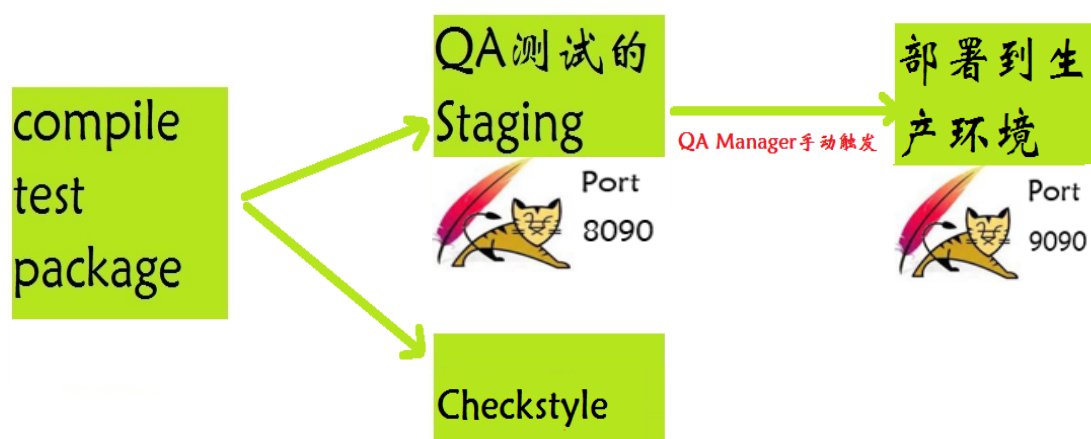 compile
test
package
QA测试的
Staging
Port
8090
QA Manager手动触发
部署到生
产环境
Port
9090
Checkstyle